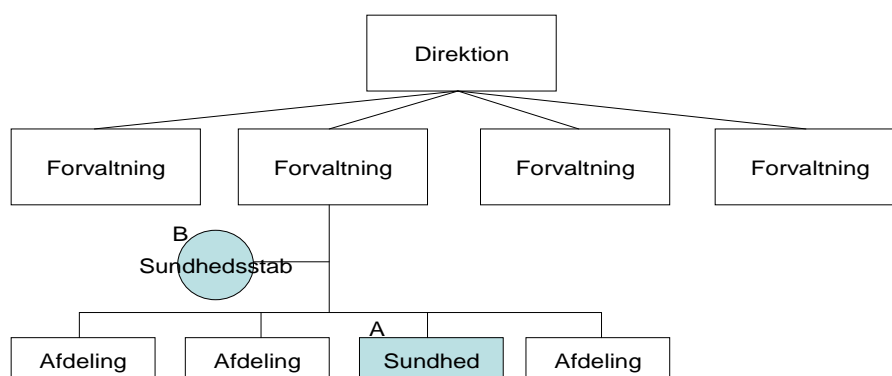 Direktion
Forvaltning
Forvaltning
Forvaltning
Forvaltning
B
Sundhedsstab
A
Afdeling
Afdeling
Sundhed
Afdeling